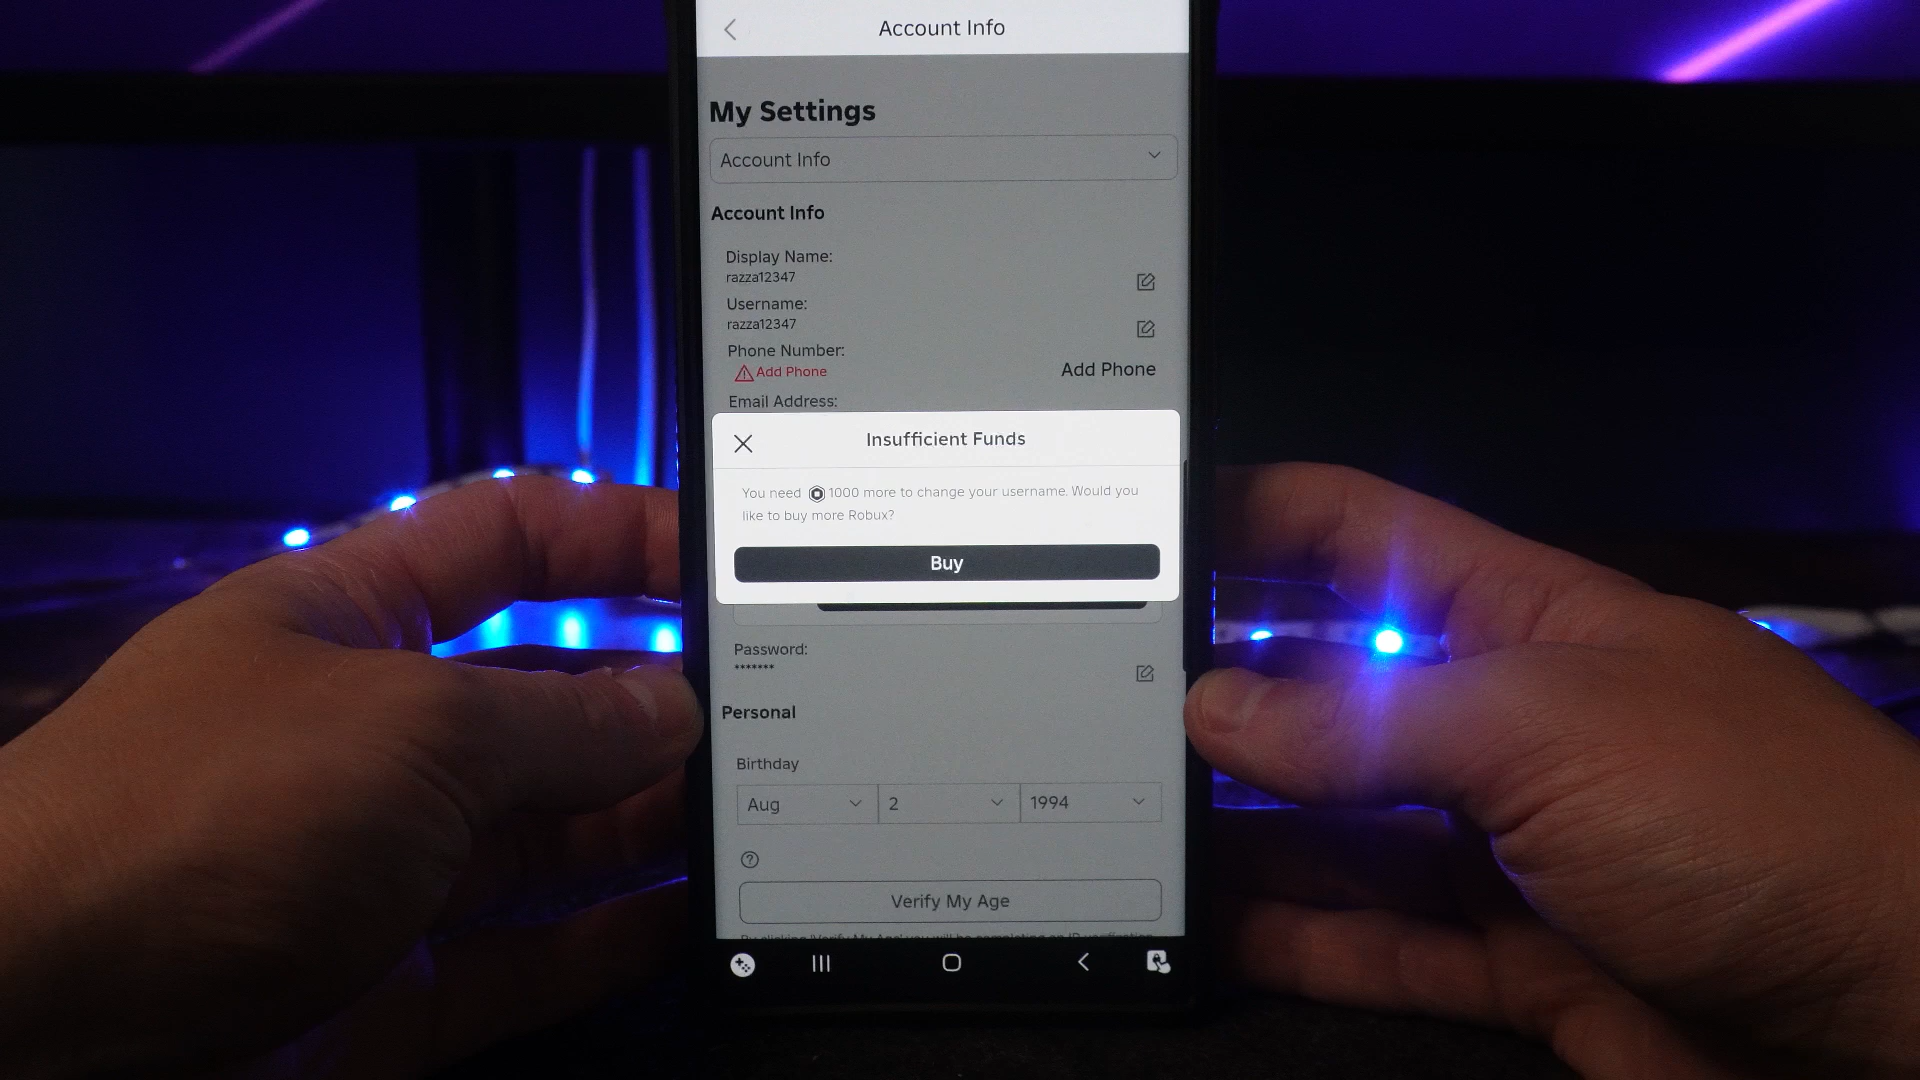 Account Info
My Settings
Account Info
Account Info
Display Name:
razza12347
Username:
razza12347
Phone Number:
Add Phone
Add Phone
Email Address:
Insufficient Funds
You need 1000 more to change your username. Would you
like to buy more Robux?
Buy
Password:
*******
Personal
Birthday
Aug 2 1994
Verify My Age